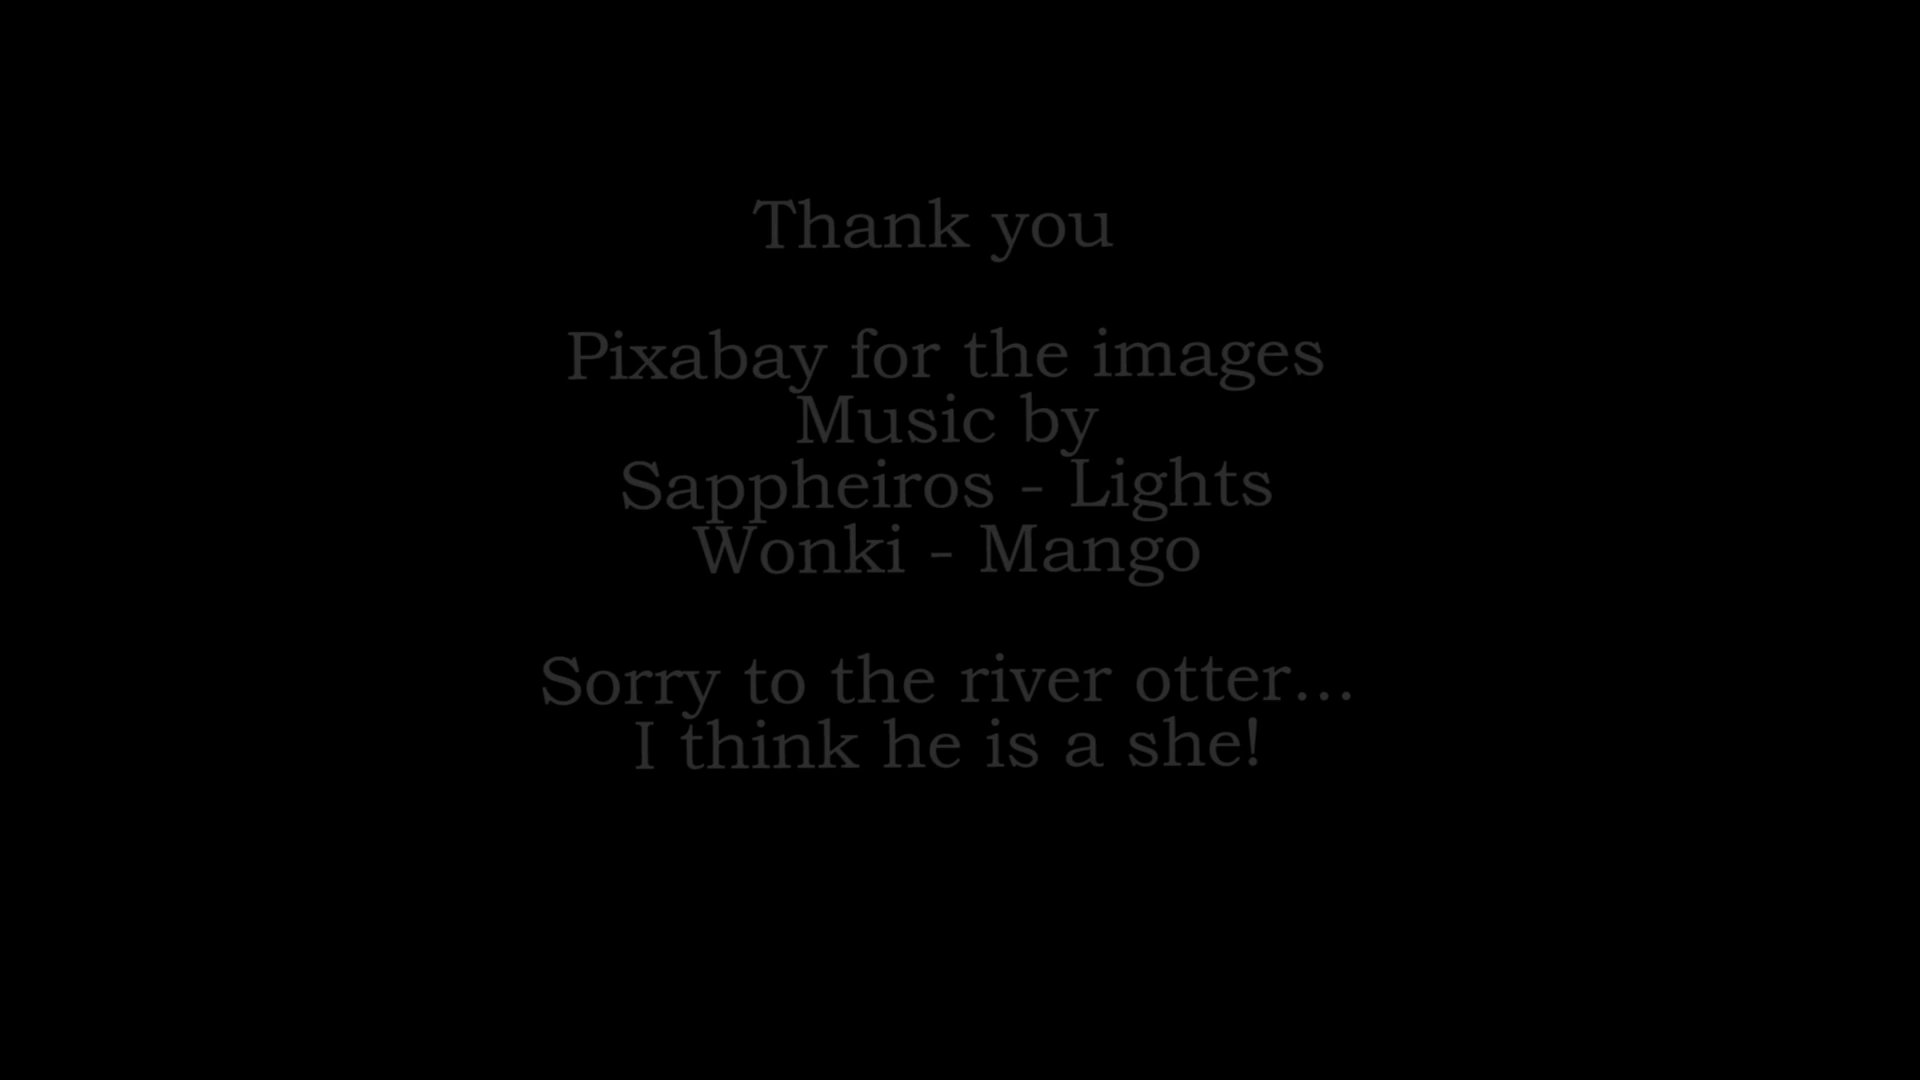 Thank you
Pixabay for the images
Music by
Sappheiros - Lights
Wonki - Mango
Sorry to the river otter...
I think he is a she!